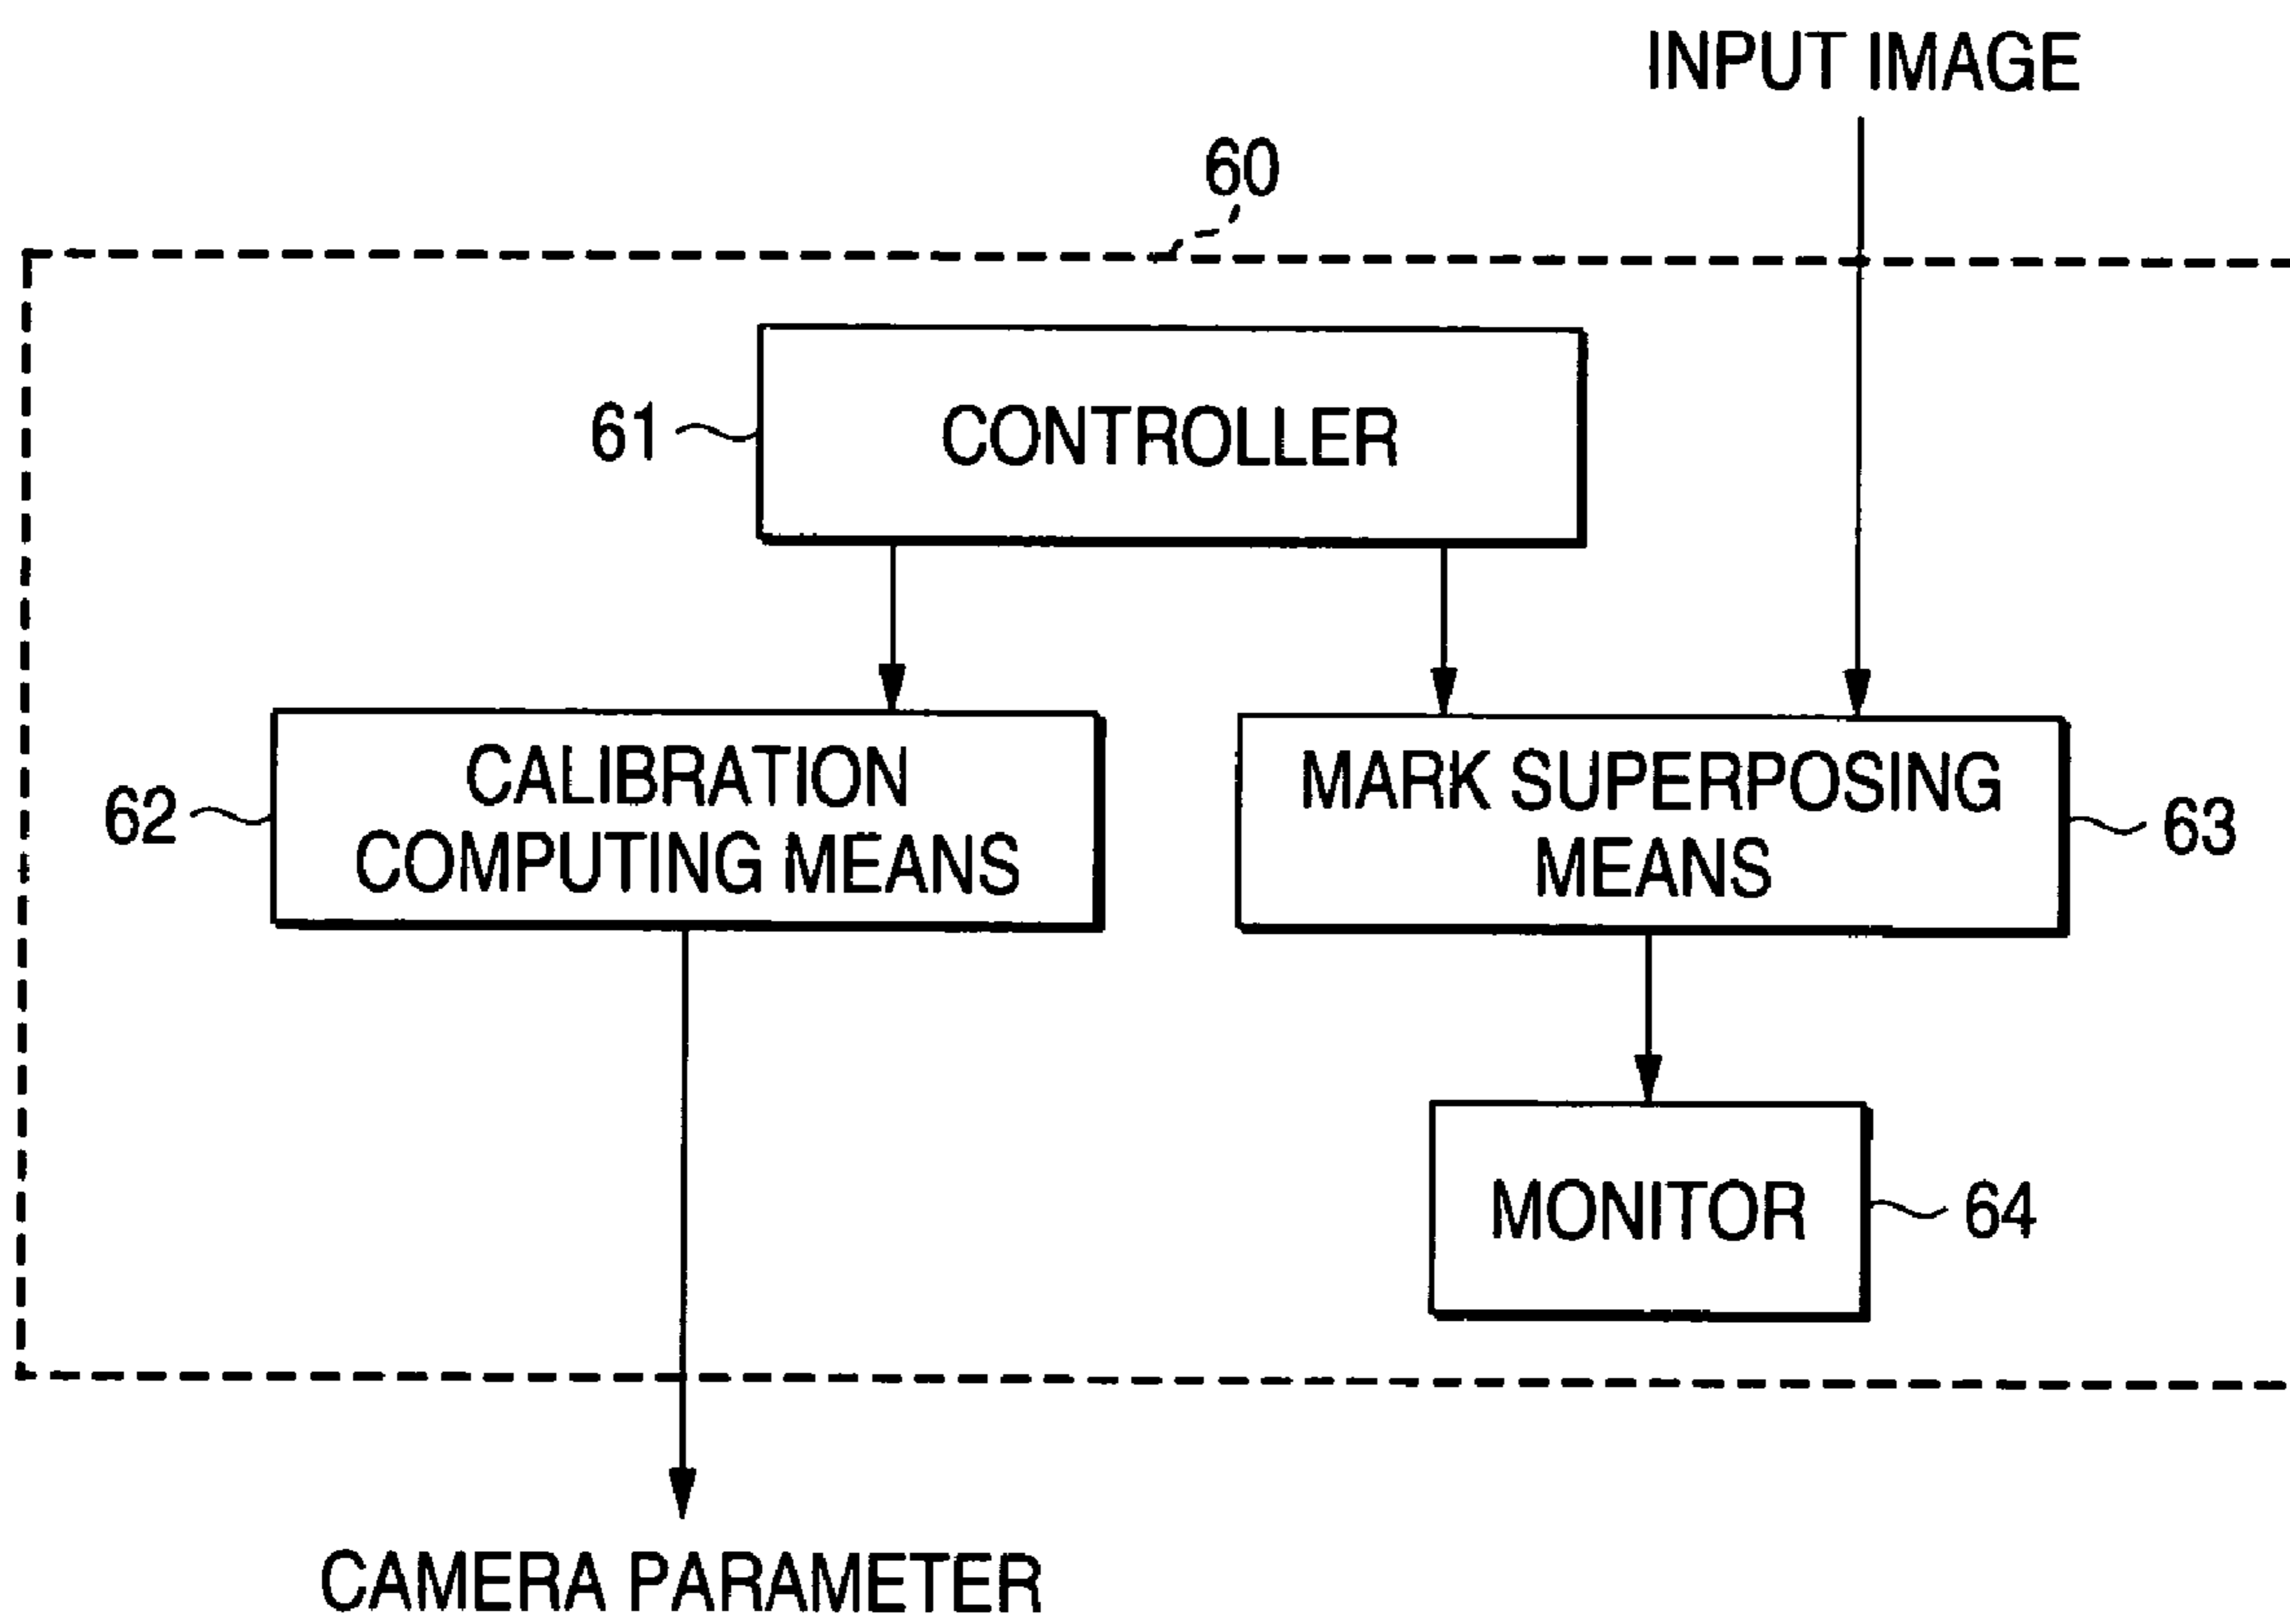 INPUT IMAGE
60
61
CONTROLLER
62
CALIBRATION
COMPUTING MEANS
MARK SUPERPOSING
MEANS
63
MONITOR
64
CAMERA PARAMETER